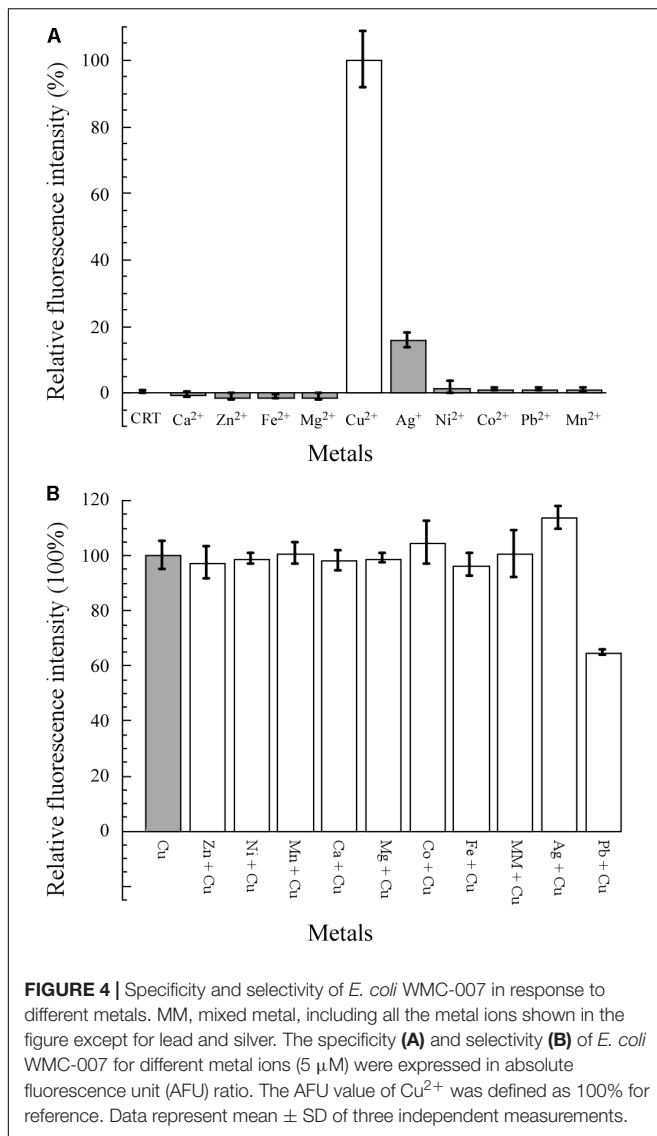 A
Relative fluorescence intensity (%)
100
80
60
40
20
0
CRT Ca²⁺ Zn²⁺ Fe²⁺ Mg²⁺ Cu²⁺ Ag⁺ Ni²⁺ Co²⁺ Pb²⁺ Mn²⁺
Metals
B
Relative fluorescence intensity (100%)
120
100
80
60
40
20
0
Cu
Zn + Cu
Ni + Cu
Mn + Cu
Ca + Cu
Mg + Cu
Co + Cu
Fe + Cu
MM + Cu
Ag + Cu
Pb + Cu
Metals
FIGURE 4 | Specificity and selectivity of E. coli WMC-007 in response to
different metals. MM, mixed metal, including all the metal ions shown in the
figure except for lead and silver. The specificity (A) and selectivity (B) of E. coli
WMC-007 for different metal ions (5 μM) were expressed in absolute
fluorescence unit (AFU) ratio. The AFU value of Cu²⁺ was defined as 100% for
reference. Data represent mean ± SD of three independent measurements.